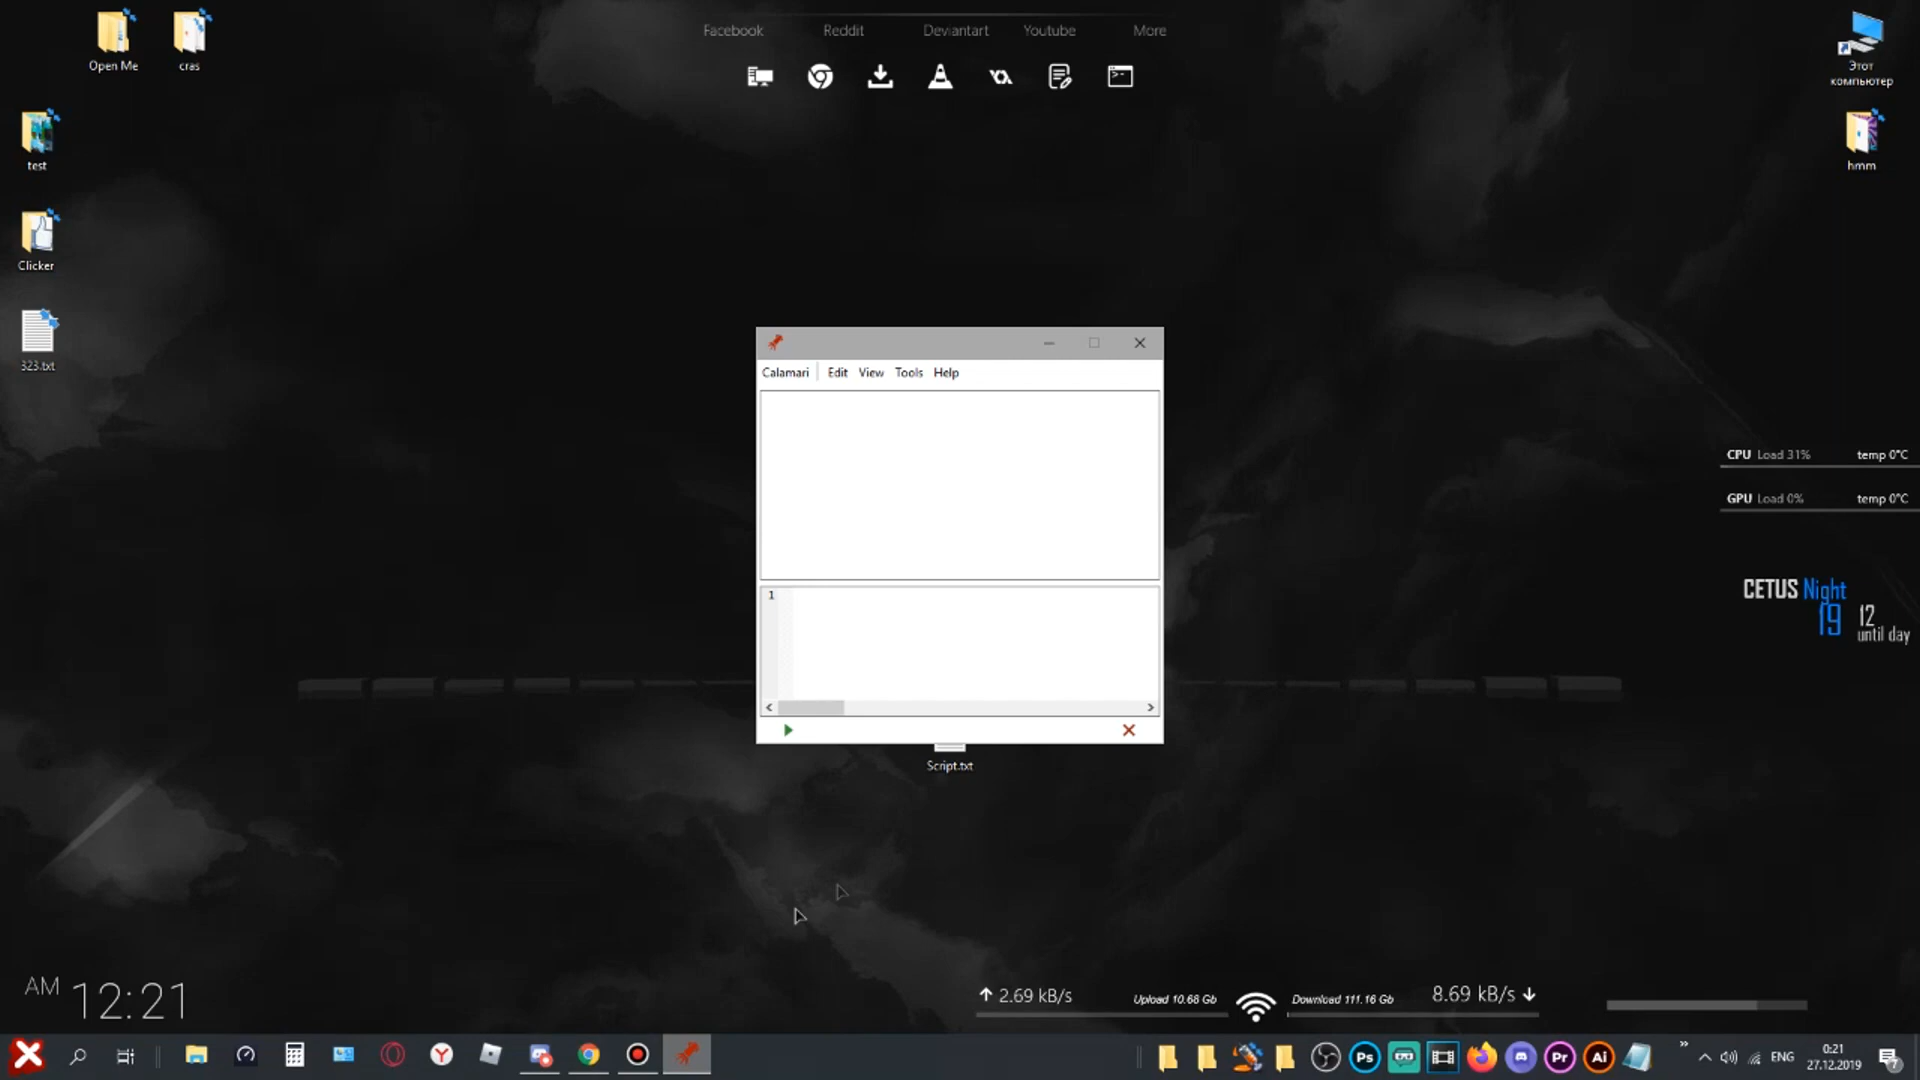 Facebook Reddit Deviantart Youtube More
Open Me
cras
Этот
компьютер
test
hmm
Clicker
323.txt
Calamari Edit View Tools Help
1
Script.txt
CPU Load 31% temp 0°C
GPU Load 0% temp 0°C
CETUS Night
19 12
until day
AM 12:21
2.69 kB/s Upload 10.68 Gb Download 111.16 Gb 8.69 kB/s
Ps
Pr
Ai
ENG
0:21
27.12.2019
7